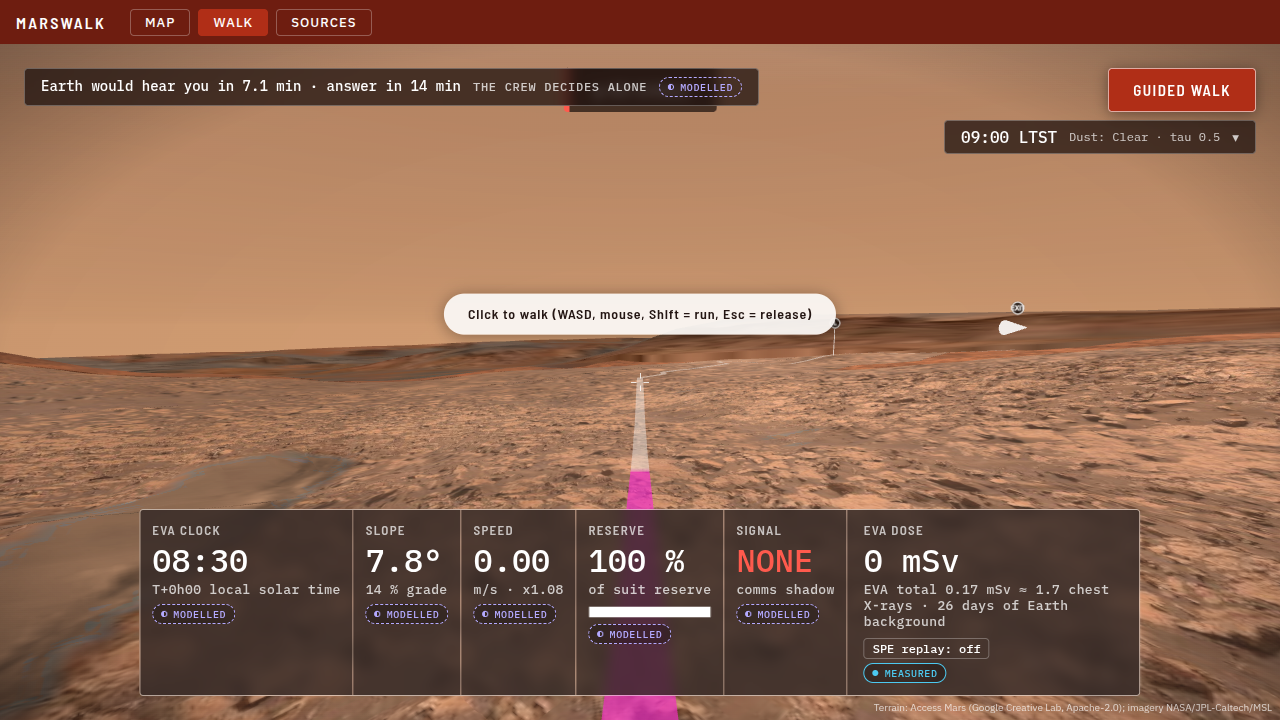 MARSWALK
MAP
WALK
SOURCES
Earth would hear you in 7.1 min · answer in 14 min THE CREW DECIDES ALONE ◐ MODELLED
GUIDED WALK
09:00 LTST Dust: Clear · tau 0.5 ▼
Click to walk (WASD, mouse, Shift = run, Esc = release)
EVA CLOCK
08:30
T+0h00 local solar time
◐ MODELLED
SLOPE
7.8°
14 % grade
◐ MODELLED
SPEED
0.00
m/s · x1.08
◐ MODELLED
RESERVE
100 %
of suit reserve
◐ MODELLED
SIGNAL
NONE
comms shadow
◐ MODELLED
EVA DOSE
0 mSv
EVA total 0.17 mSv ≈ 1.7 chest
X-rays · 26 days of Earth
background
SPE replay: off
● MEASURED
Terrain: Access Mars (Google Creative Lab, Apache-2.0); imagery NASA/JPL-Caltech/MSL